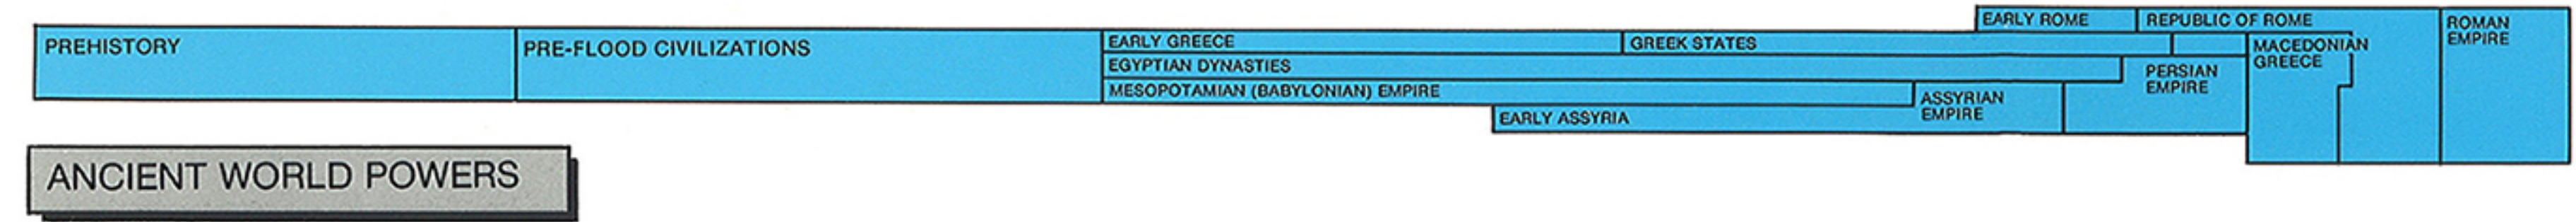 PREHISTORY
PRE-FLOOD CIVILIZATIONS
EARLY GREECE
GREEK STATES
EGYPTIAN DYNASTIES
MESOPOTAMIAN (BABYLONIAN) EMPIRE
EARLY ASSYRIA
ASSYRIAN
EMPIRE
EARLY ROME
REPUBLIC OF ROME
PERSIAN
EMPIRE
MACEDONIAN
GREECE
ROMAN
EMPIRE
ANCIENT WORLD POWERS